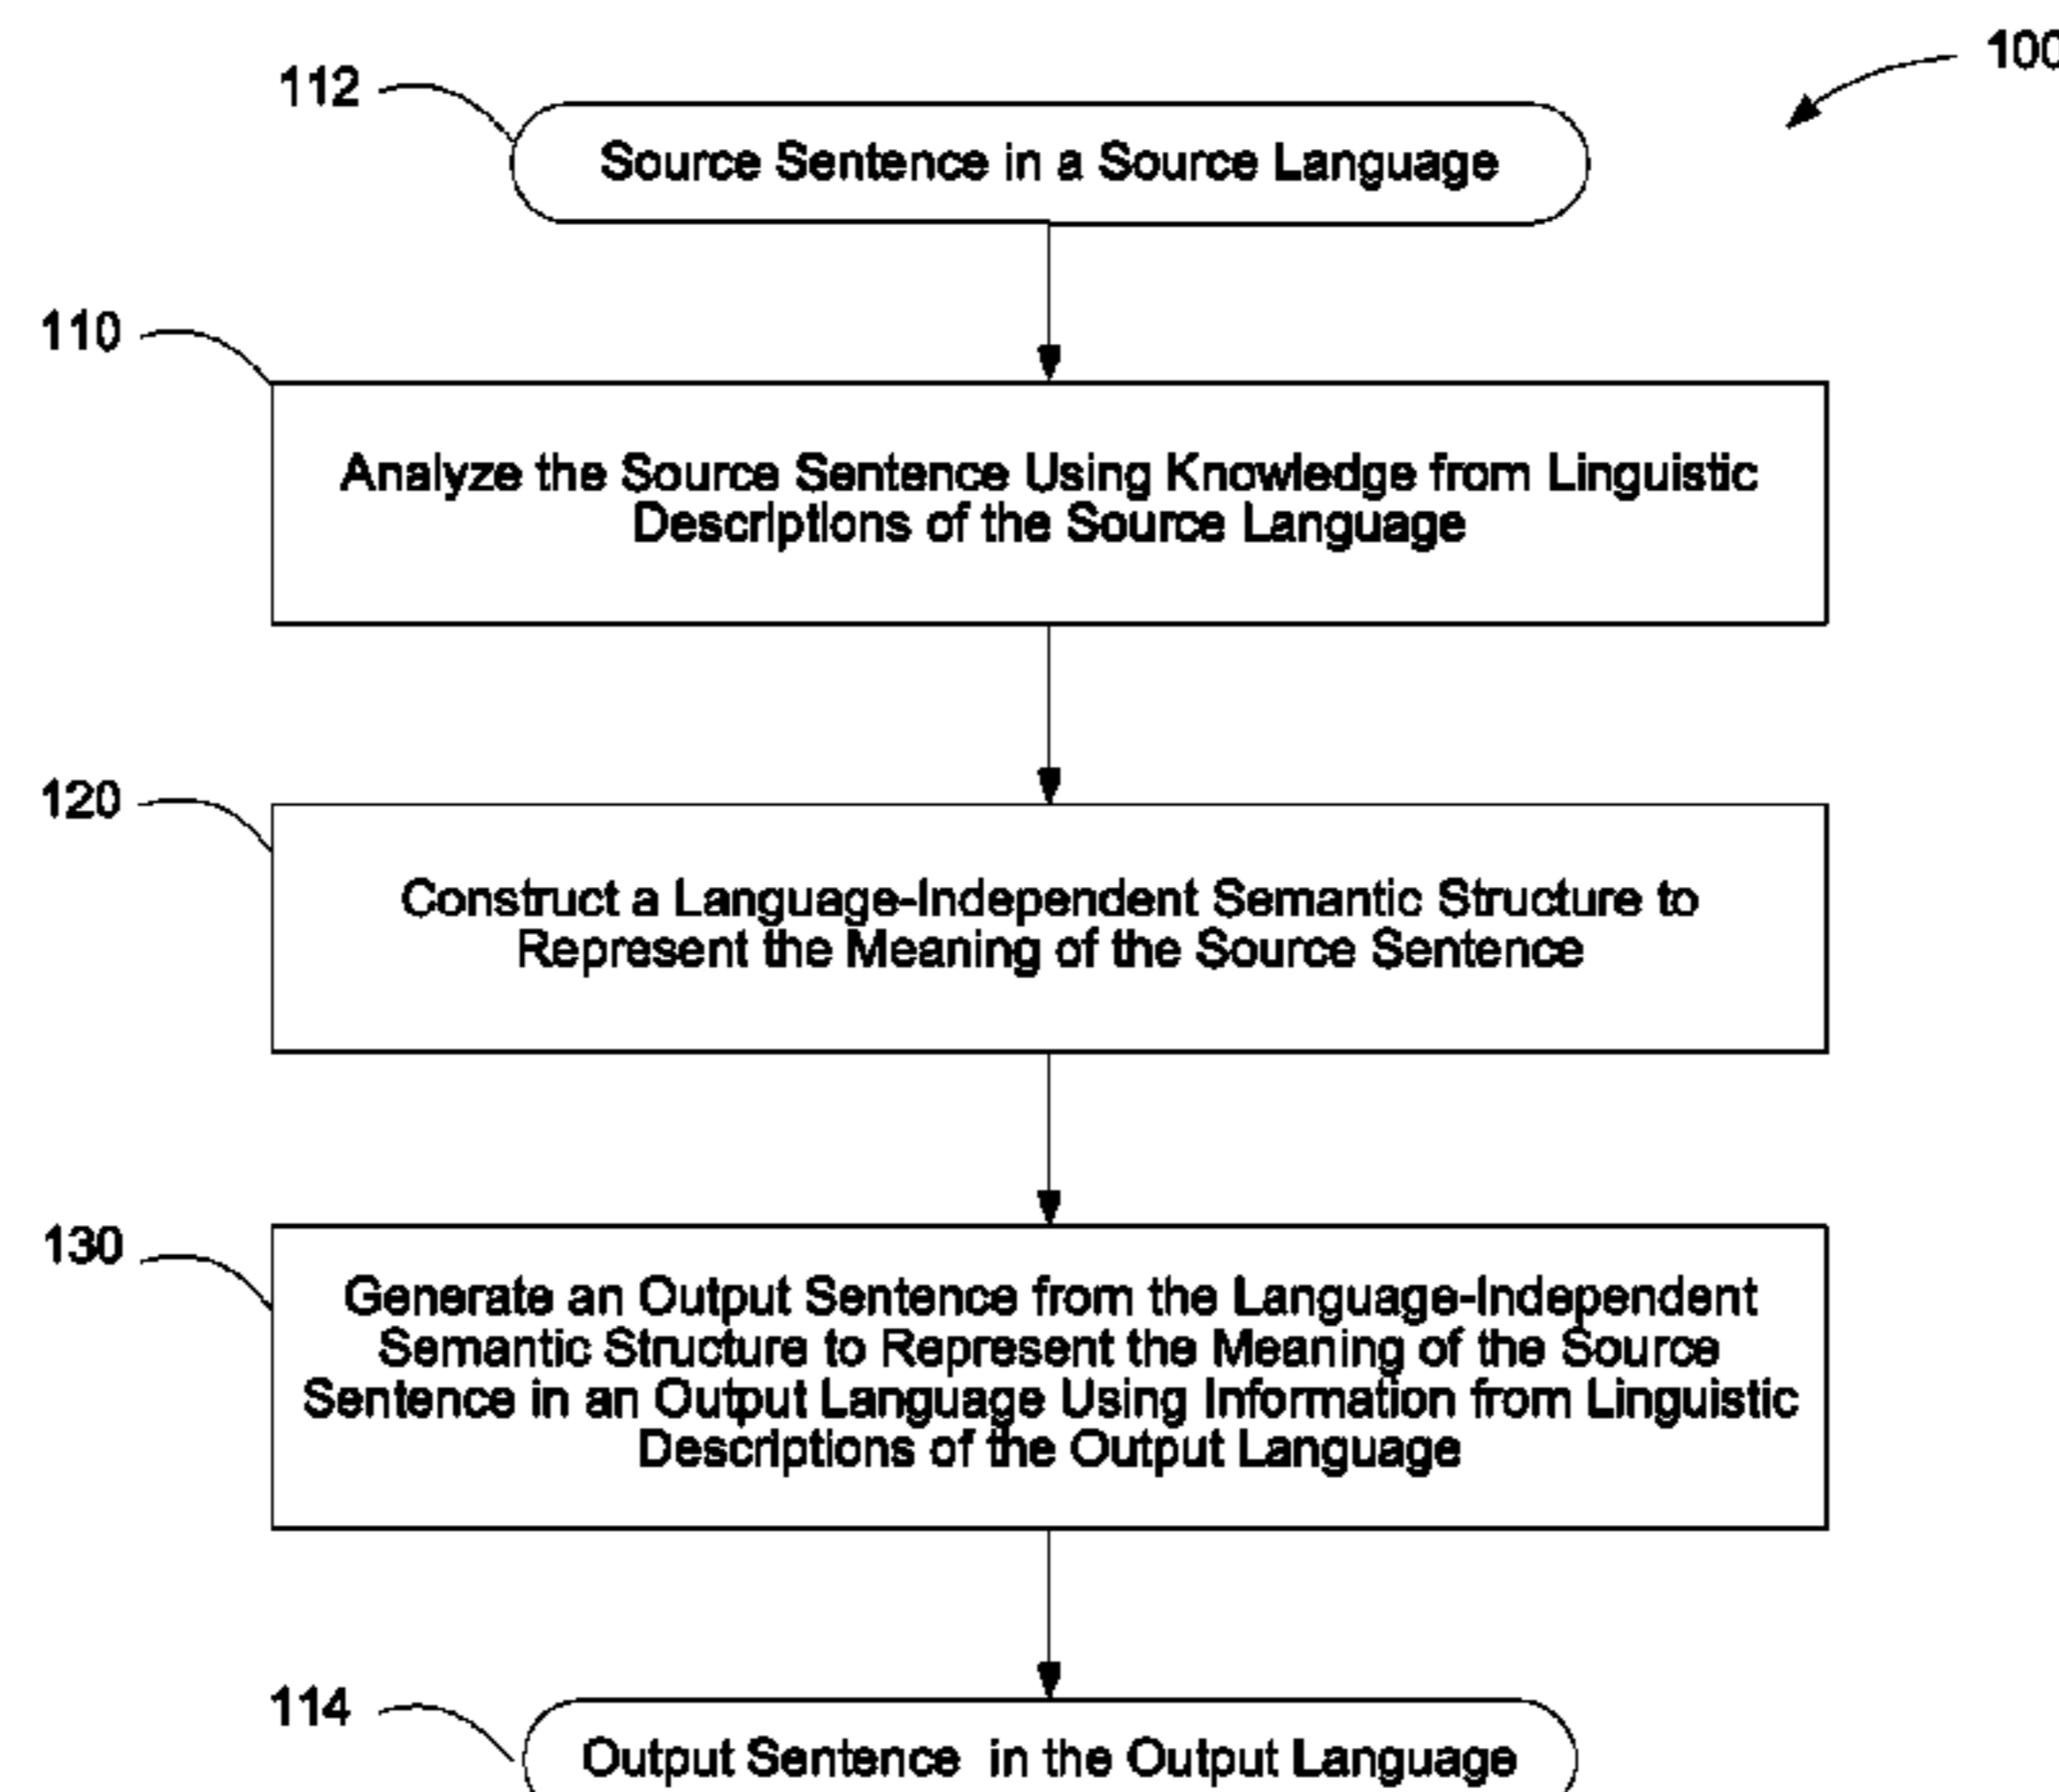 100
112
Source Sentence in a Source Language
110
Analyze the Source Sentence Using Knowledge from Linguistic
Descriptions of the Source Language
120
Construct a Language-Independent Semantic Structure to
Represent the Meaning of the Source Sentence
130
Generate an Output Sentence from the Language-Independent
Semantic Structure to Represent the Meaning of the Source
Sentence in an Output Language Using Information from Linguistic
Descriptions of the Output Language
114
Output Sentence in the Output Language